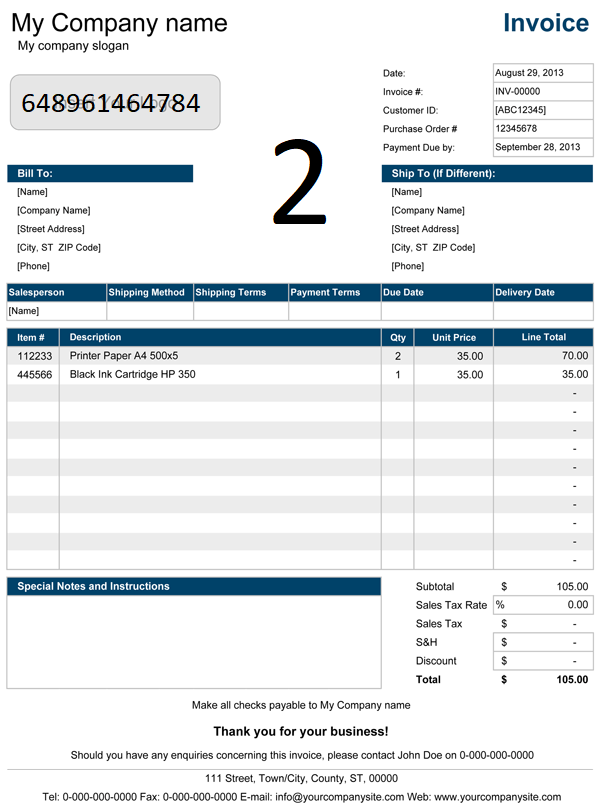 My Company name
Invoice
My company slogan
Date: August 29, 2013
648961464784
Invoice #: INV-00000
Customer ID: [ABC12345]
Purchase Order # 12345678
Payment Due by: September 28, 2013
2
Bill To:
[Name]
[Company Name]
[Street Address]
[City, ST ZIP Code]
[Phone]
Ship To (If Different):
[Name]
[Company Name]
[Street Address]
[City, ST ZIP Code]
[Phone]
Salesperson Shipping Method Shipping Terms Payment Terms Due Date Delivery Date
[Name]
Item # Description Qty Unit Price Line Total
112233 Printer Paper A4 500x5 2 35.00 70.00
445566 Black Ink Cartridge HP 350 1 35.00 35.00
-
-
-
-
-
-
-
-
-
-
Special Notes and Instructions
Subtotal $ 105.00
Sales Tax Rate % 0.00
Sales Tax $ -
S&H $ -
Discount $ -
Total $ 105.00
Make all checks payable to My Company name
Thank you for your business!
Should you have any enquiries concerning this invoice, please contact John Doe on 0-000-000-0000
111 Street, Town/City, County, ST, 00000
Tel: 0-000-000-0000 Fax: 0-000-000-0000 E-mail: info@yourcompanysite.com Web: www.yourcompanysite.com